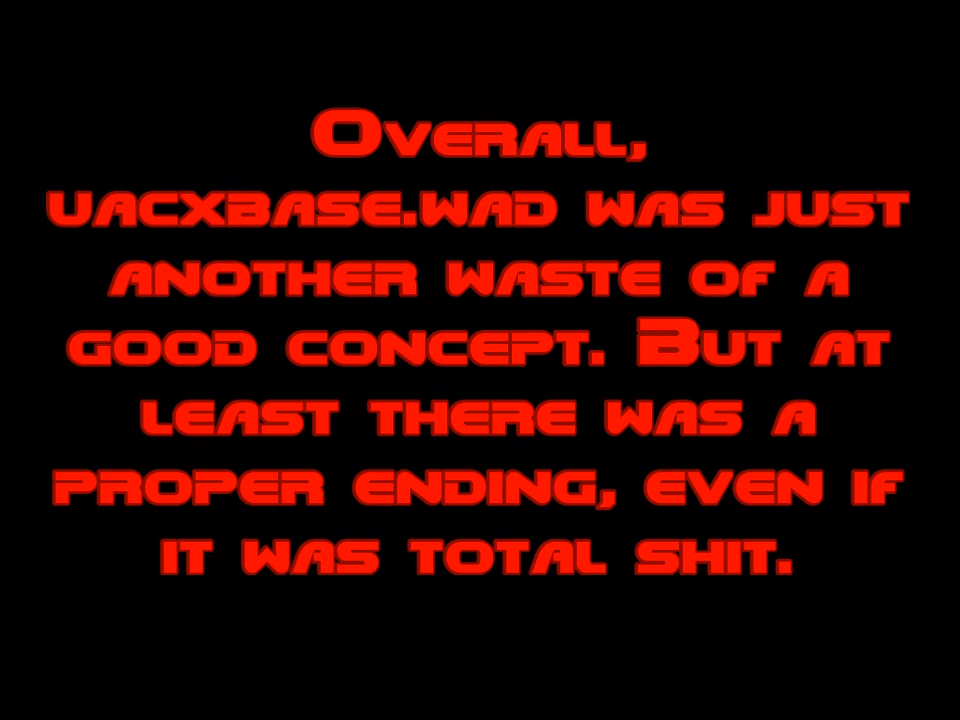 Overall,
uacxbase.wad was just
another waste of a
good concept. But at
least there was a
proper ending, even if
it was total shit.